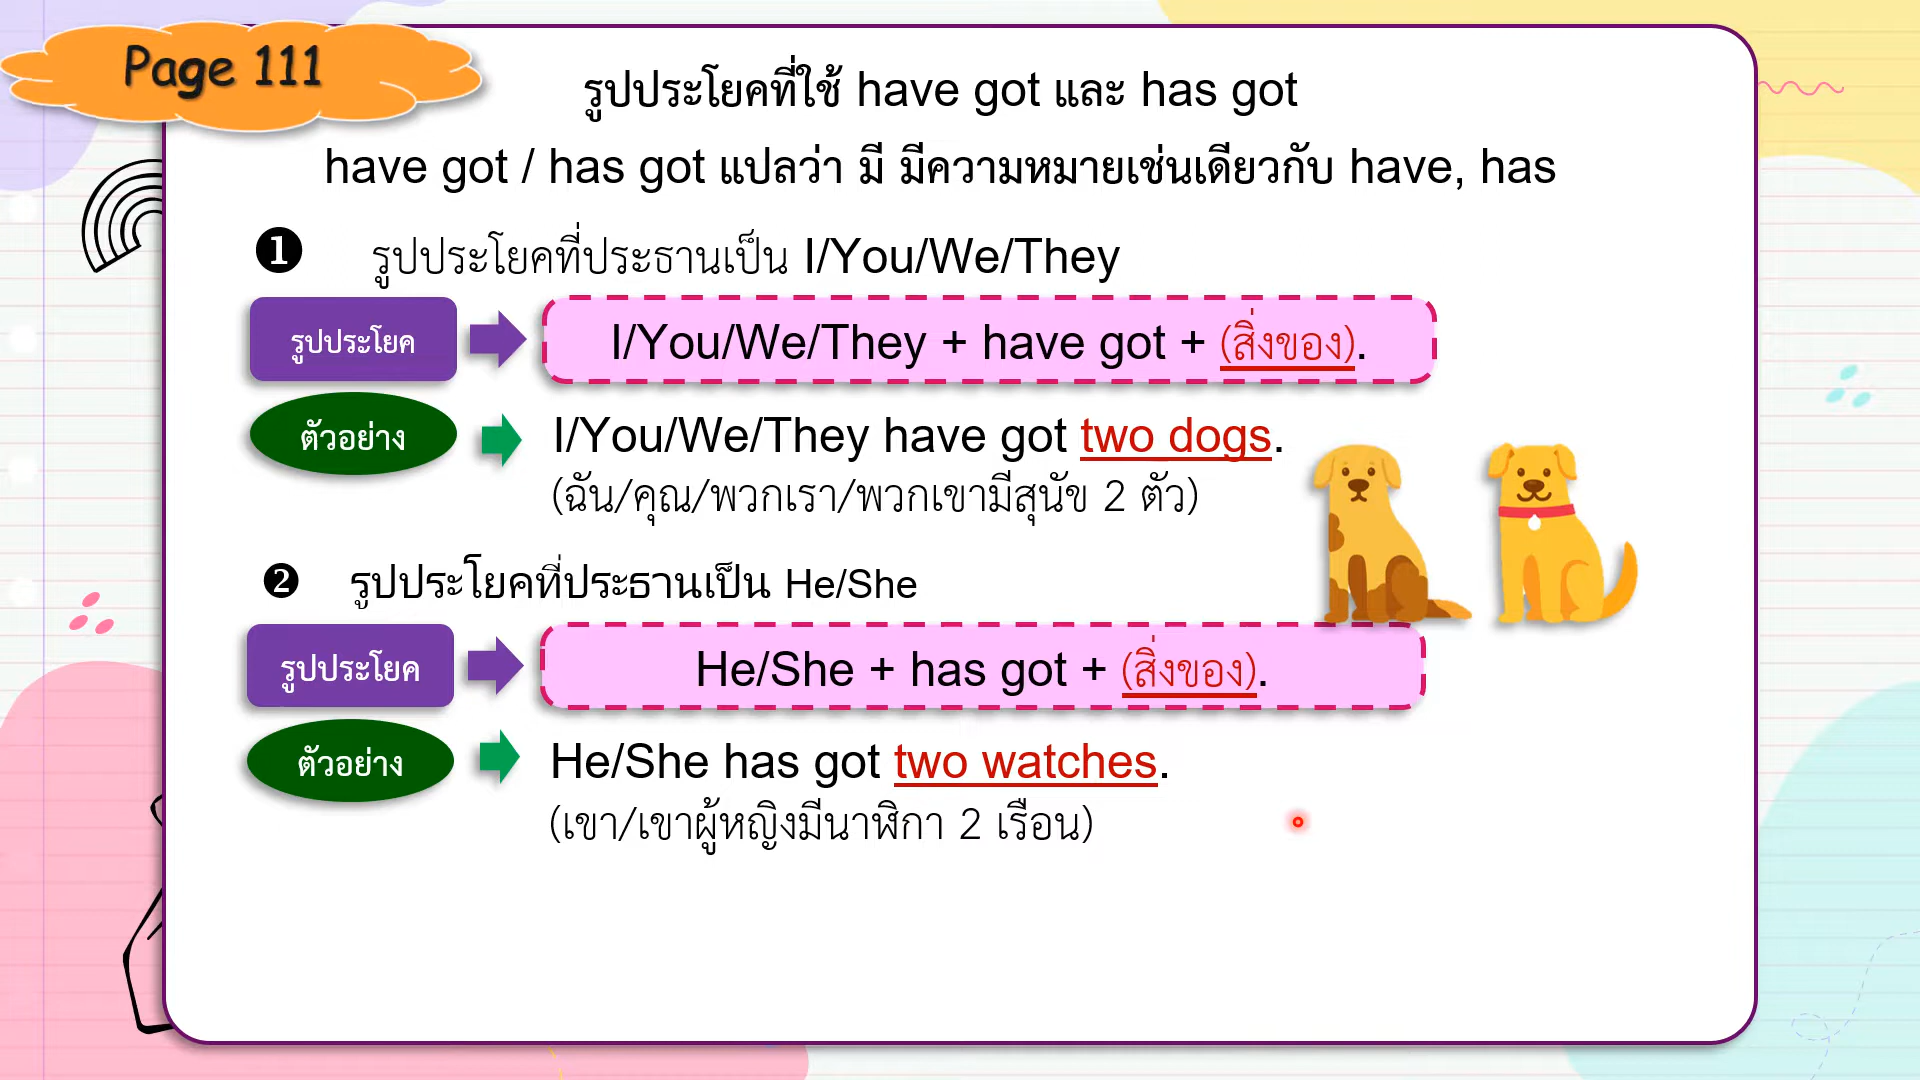 Page 111
รูปประโยคที่ใช้ have got และ has got
have got / has got แปลว่า มี มีความหมายเช่นเดียวกับ have, has
❶ รูปประโยคที่ประธานเป็น I/You/We/They
รูปประโยค
I/You/We/They + have got + (สิ่งของ).
ตัวอย่าง
I/You/We/They have got two dogs.
(ฉัน/คุณ/พวกเรา/พวกเขามีสุนัข 2 ตัว)
❷ รูปประโยคที่ประธานเป็น He/She
รูปประโยค
He/She + has got + (สิ่งของ).
ตัวอย่าง
He/She has got two watches.
(เขา/เขาผู้หญิงมีนาฬิกา 2 เรือน)